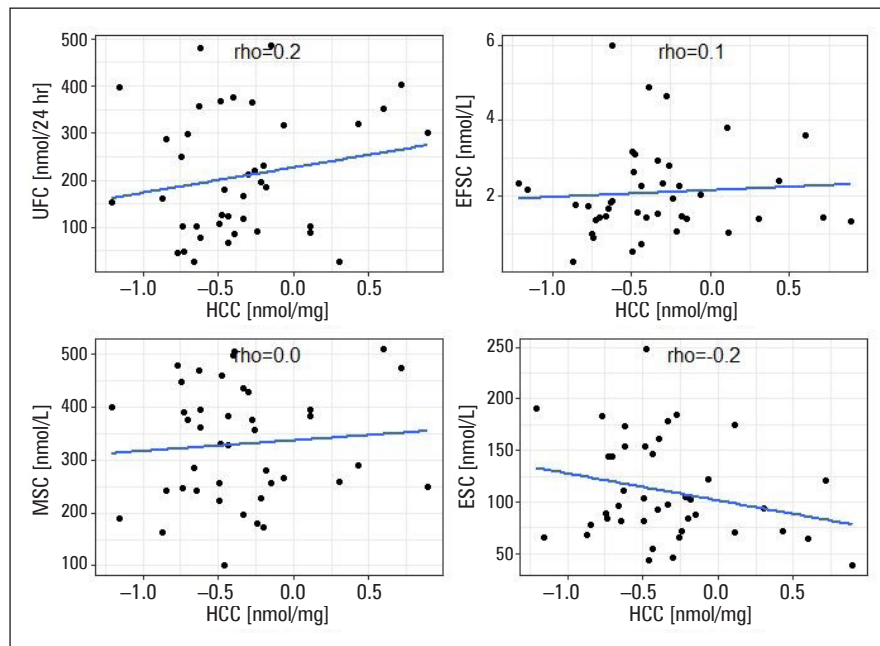 rho=0.2
UFC [nmol/24 hr]
500
400
300
200
100
–1.0
–0.5
0.0
0.5
HCC [nmol/mg]
rho=0.1
EFSC [nmol/L]
6
4
2
–1.0
–0.5
0.0
0.5
HCC [nmol/mg]
rho=0.0
MSC [nmol/L]
500
400
300
200
100
–1.0
–0.5
0.0
0.5
HCC [nmol/mg]
rho=-0.2
ESC [nmol/L]
250
200
150
100
50
–1.0
–0.5
0.0
0.5
HCC [nmol/mg]